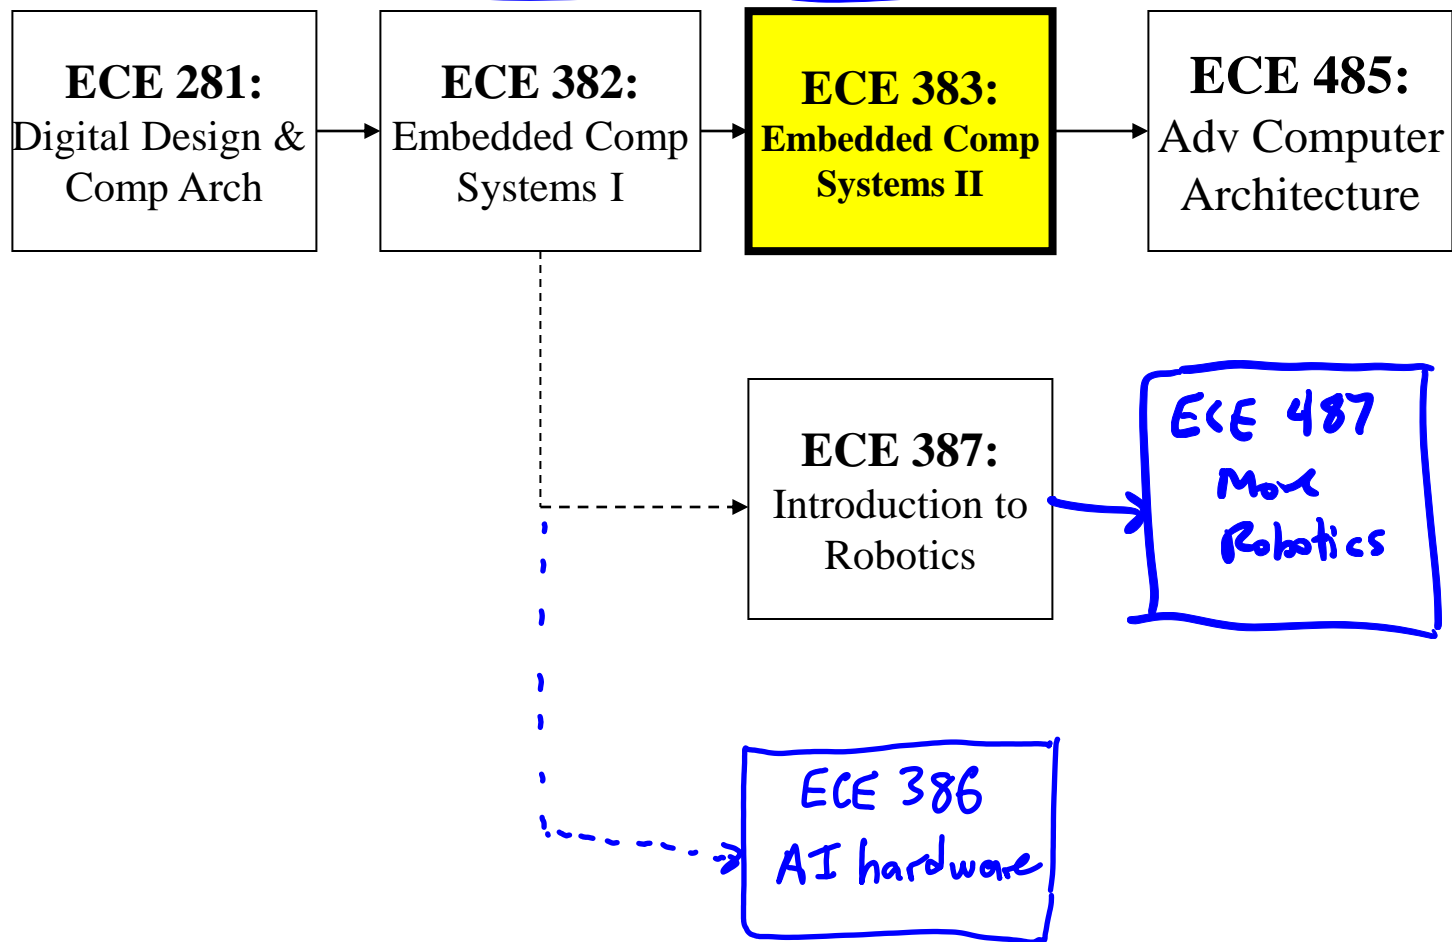 ECE 281:
Digital Design &
Comp Arch
ECE 382:
Embedded Comp
Systems I
ECE 383:
Embedded Comp
Systems II
ECE 485:
Adv Computer
Architecture
ECE 387:
Introduction to
Robotics
ECE 487
More
Robotics
ECE 386
AI hardware